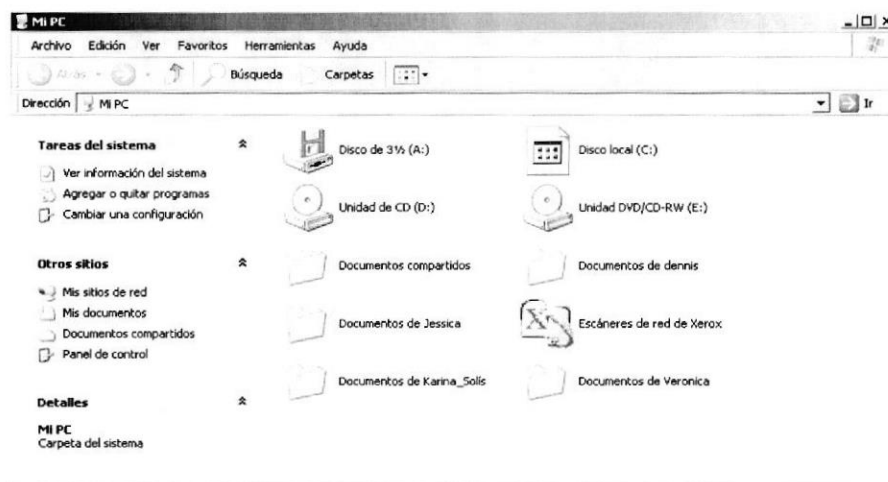 Mi PC
Archivo Edición Ver Favoritos Herramientas Ayuda
Atrás Búsqueda Carpetas
Dirección Mi PC Ir
Tareas del sistema
Ver información del sistema
Agregar o quitar programas
Cambiar una configuración
Otros sitios
Mis sitios de red
Mis documentos
Documentos compartidos
Panel de control
Detalles
Mi PC
Carpeta del sistema
Disco de 3½ (A:)
Disco local (C:)
Unidad de CD (D:)
Unidad DVD/CD-RW (E:)
Documentos compartidos
Documentos de dennis
Documentos de Jessica
Escáneres de red de Xerox
Documentos de Karina_Solís
Documentos de Veronica